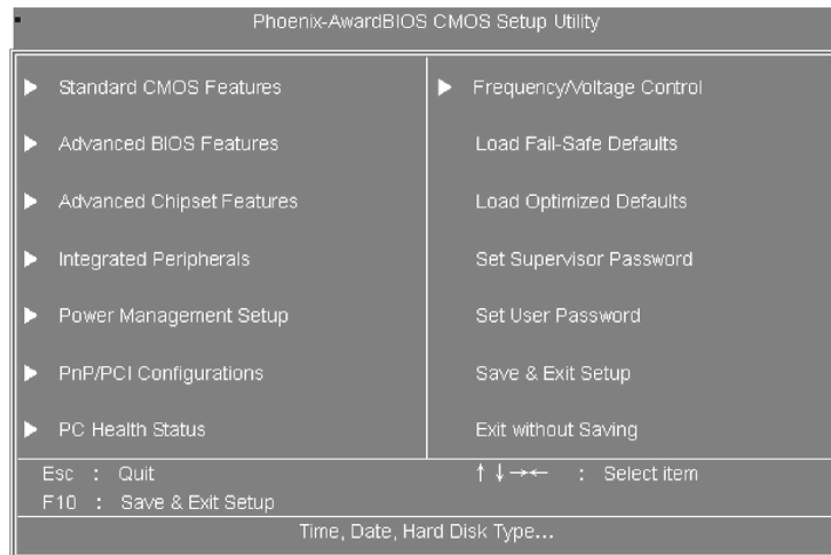 Phoenix-AwardBIOS CMOS Setup Utility
▶ Standard CMOS Features
▶ Advanced BIOS Features
▶ Advanced Chipset Features
▶ Integrated Peripherals
▶ Power Management Setup
▶ PnP/PCI Configurations
▶ PC Health Status
▶ Frequency/Voltage Control
Load Fail-Safe Defaults
Load Optimized Defaults
Set Supervisor Password
Set User Password
Save & Exit Setup
Exit without Saving
Esc : Quit
F10 : Save & Exit Setup
↑ ↓ → ← : Select item
Time, Date, Hard Disk Type...